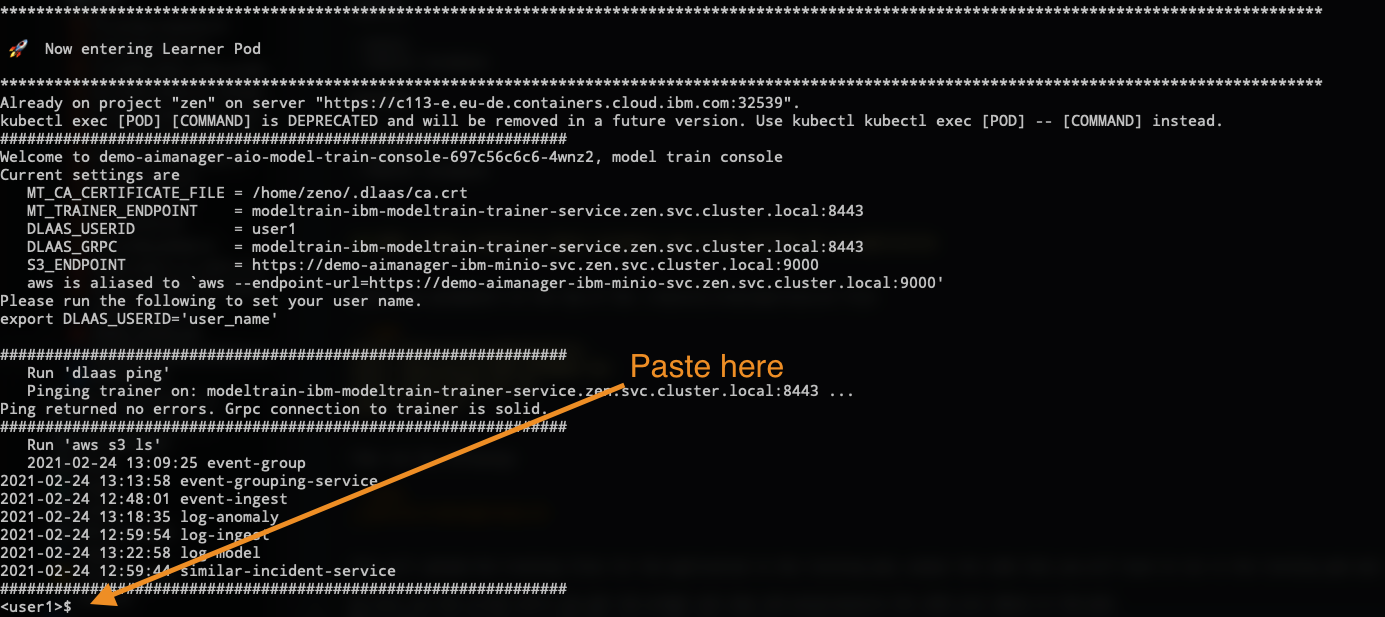 ***************************************************************************************************************************************************
🚀 Now entering Learner Pod
***************************************************************************************************************************************************
Already on project "zen" on server "https://c113-e.eu-de.containers.cloud.ibm.com:32539".
kubectl exec [POD] [COMMAND] is DEPRECATED and will be removed in a future version. Use kubectl kubectl exec [POD] -- [COMMAND] instead.
###############################################################
Welcome to demo-aimanager-aio-model-train-console-697c56c6c6-4wnz2, model train console
Current settings are
   MT_CA_CERTIFICATE_FILE = /home/zeno/.dlaas/ca.crt
   MT_TRAINER_ENDPOINT    = modeltrain-ibm-modeltrain-trainer-service.zen.svc.cluster.local:8443
   DLAAS_USERID           = user1
   DLAAS_GRPC             = modeltrain-ibm-modeltrain-trainer-service.zen.svc.cluster.local:8443
   S3_ENDPOINT            = https://demo-aimanager-ibm-minio-svc.zen.svc.cluster.local:9000
   aws is aliased to `aws --endpoint-url=https://demo-aimanager-ibm-minio-svc.zen.svc.cluster.local:9000'
Please run the following to set your user name.
export DLAAS_USERID='user_name'
###############################################################
Paste here
   Run 'dlaas ping'
   Pinging trainer on: modeltrain-ibm-modeltrain-trainer-service.zen.svc.cluster.local:8443 ...
Ping returned no errors. Grpc connection to trainer is solid.
###############################################################
   Run 'aws s3 ls'
   2021-02-24 13:09:25 event-group
2021-02-24 13:13:58 event-grouping-service
2021-02-24 12:48:01 event-ingest
2021-02-24 13:18:35 log-anomaly
2021-02-24 12:59:54 log-ingest
2021-02-24 13:22:58 log-model
2021-02-24 12:59:44 similar-incident-service
###############################################################
<user1>$